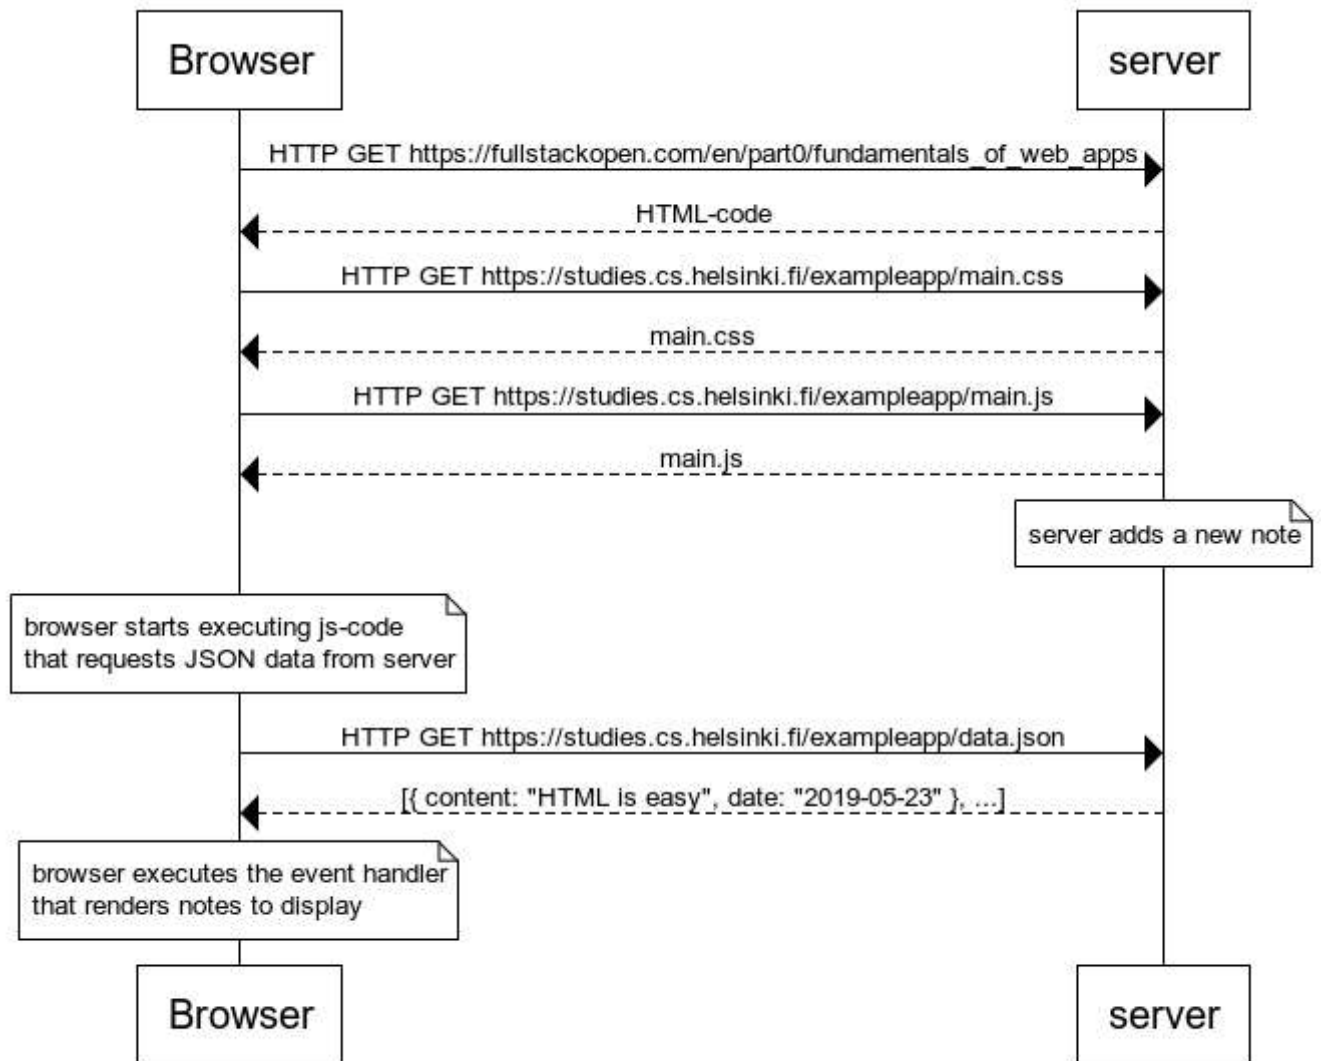 Browser
server
HTTP GET https://fullstackopen.com/en/part0/fundamentals_of_web_apps
HTML-code
HTTP GET https://studies.cs.helsinki.fi/exampleapp/main.css
main.css
HTTP GET https://studies.cs.helsinki.fi/exampleapp/main.js
main.js
server adds a new note
browser starts executing js-code
that requests JSON data from server
HTTP GET https://studies.cs.helsinki.fi/exampleapp/data.json
[{ content: "HTML is easy", date: "2019-05-23" }, ...]
browser executes the event handler
that renders notes to display
Browser
server